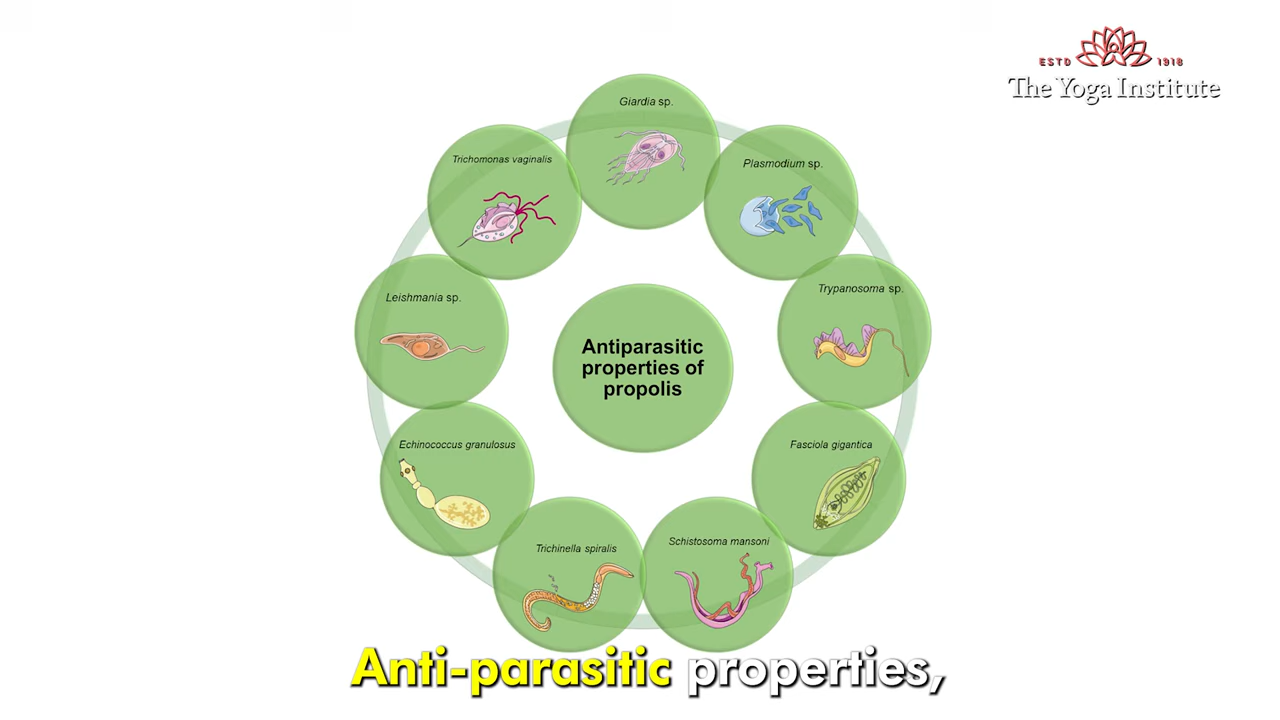 ESTD 1918
The Yoga Institute
Giardia sp.
Trichomonas vaginalis
Plasmodium sp.
Leishmania sp.
Trypanosoma sp.
Antiparasitic
properties of
propolis
Echinococcus granulosus
Fasciola gigantica
Trichinella spiralis
Schistosoma mansoni
Anti-parasitic properties,